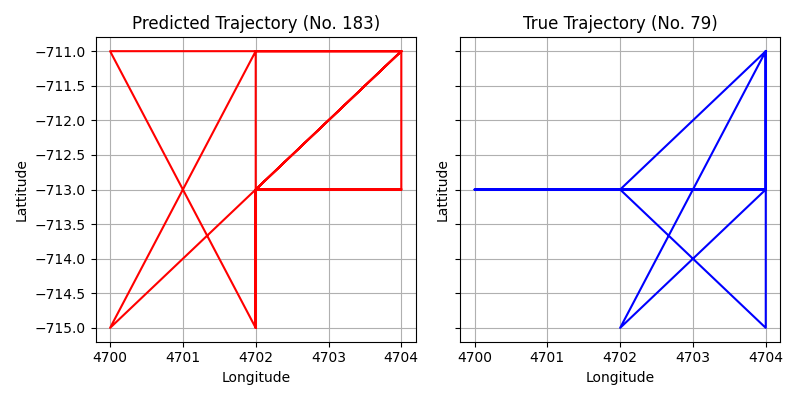 Predicted Trajectory (No. 183)
True Trajectory (No. 79)
Lattitude
−711.0
−711.5
−712.0
−712.5
−713.0
−713.5
−714.0
−714.5
−715.0
4700 4701 4702 4703 4704
Longitude
Lattitude
4700 4701 4702 4703 4704
Longitude